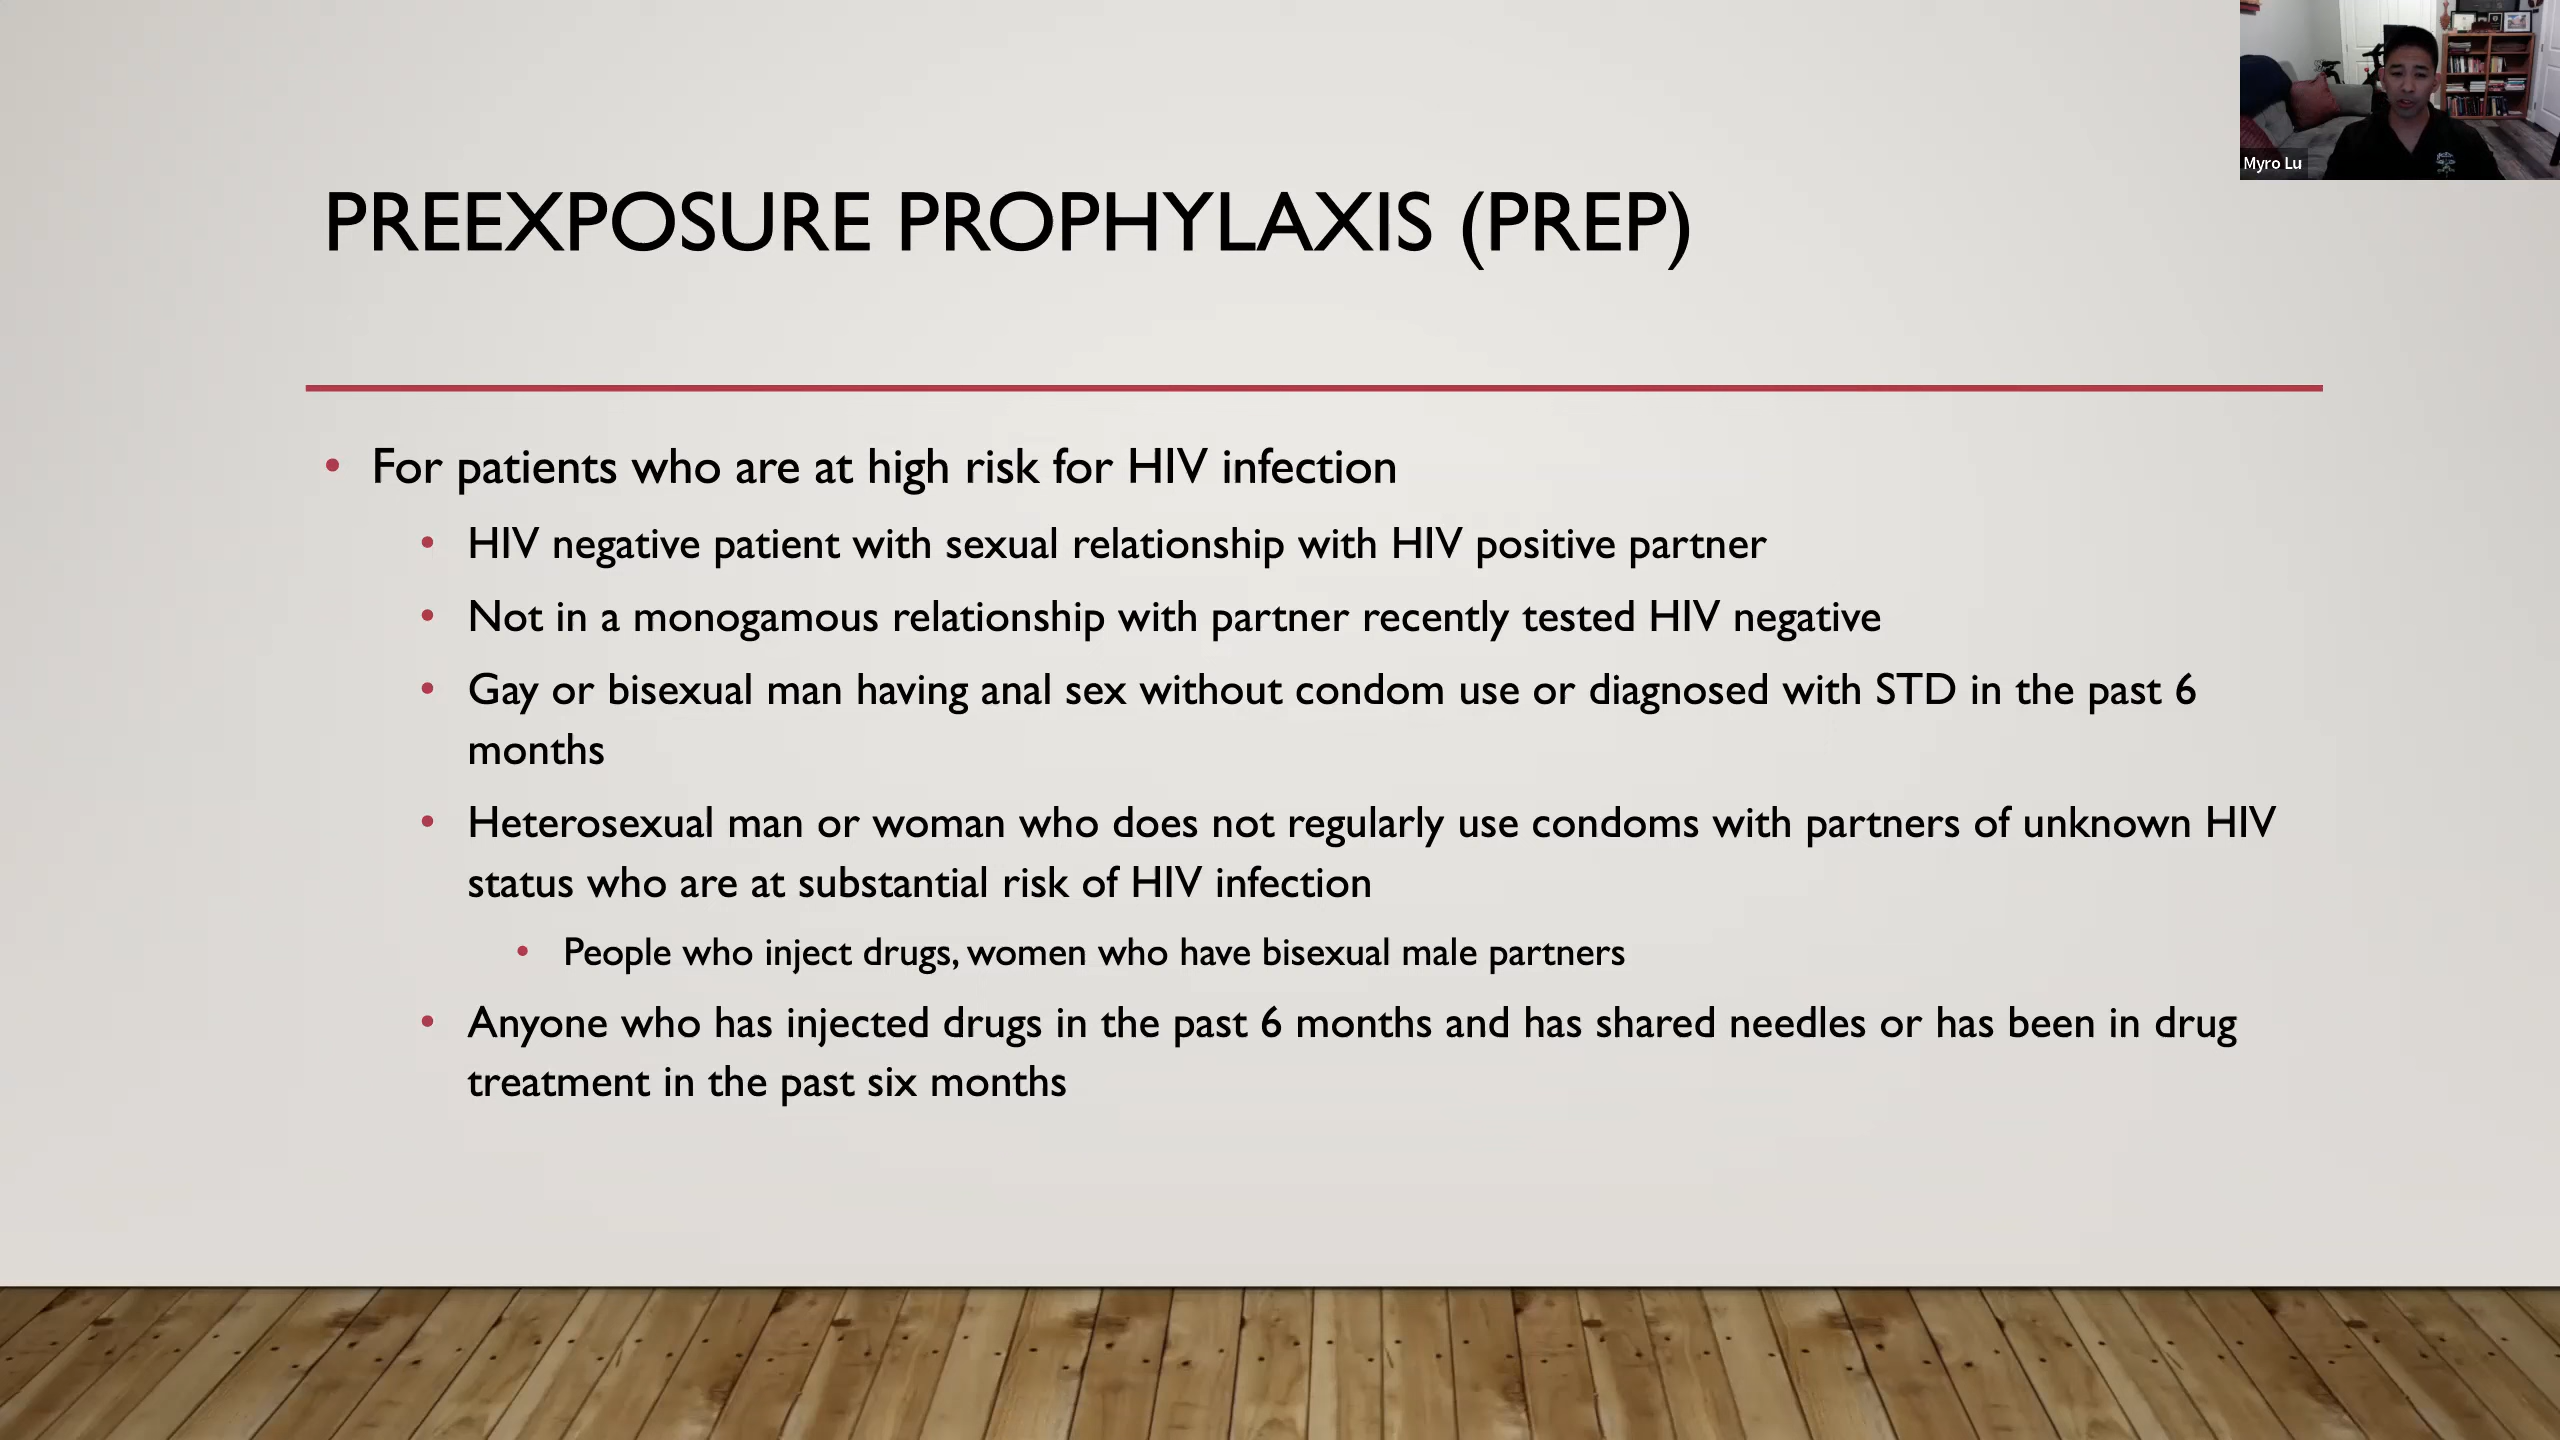 Myro Lu
PREEXPOSURE PROPHYLAXIS (PREP)
• For patients who are at high risk for HIV infection
• HIV negative patient with sexual relationship with HIV positive partner
• Not in a monogamous relationship with partner recently tested HIV negative
• Gay or bisexual man having anal sex without condom use or diagnosed with STD in the past 6
months
• Heterosexual man or woman who does not regularly use condoms with partners of unknown HIV
status who are at substantial risk of HIV infection
• People who inject drugs, women who have bisexual male partners
• Anyone who has injected drugs in the past 6 months and has shared needles or has been in drug
treatment in the past six months